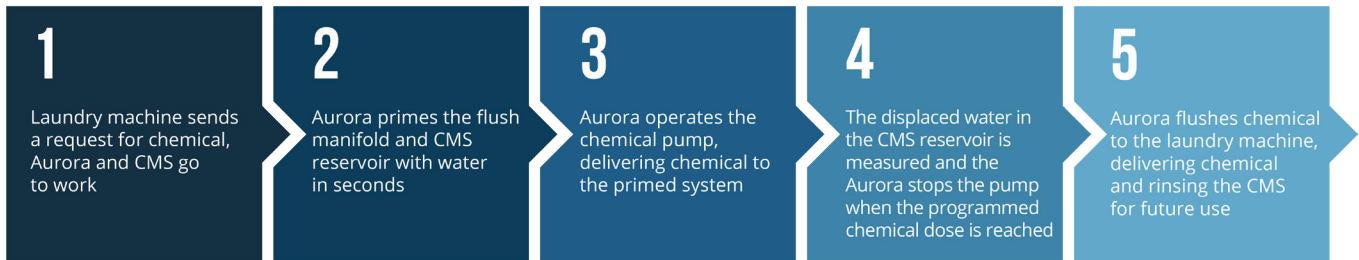 1
Laundry machine sends
a request for chemical,
Aurora and CMS go
to work
2
Aurora primes the flush
manifold and CMS
reservoir with water
in seconds
3
Aurora operates the
chemical pump,
delivering chemical to
the primed system
4
The displaced water in
the CMS reservoir is
measured and the
Aurora stops the pump
when the programmed
chemical dose is reached
5
Aurora flushes chemical
to the laundry machine,
delivering chemical
and rinsing the CMS
for future use